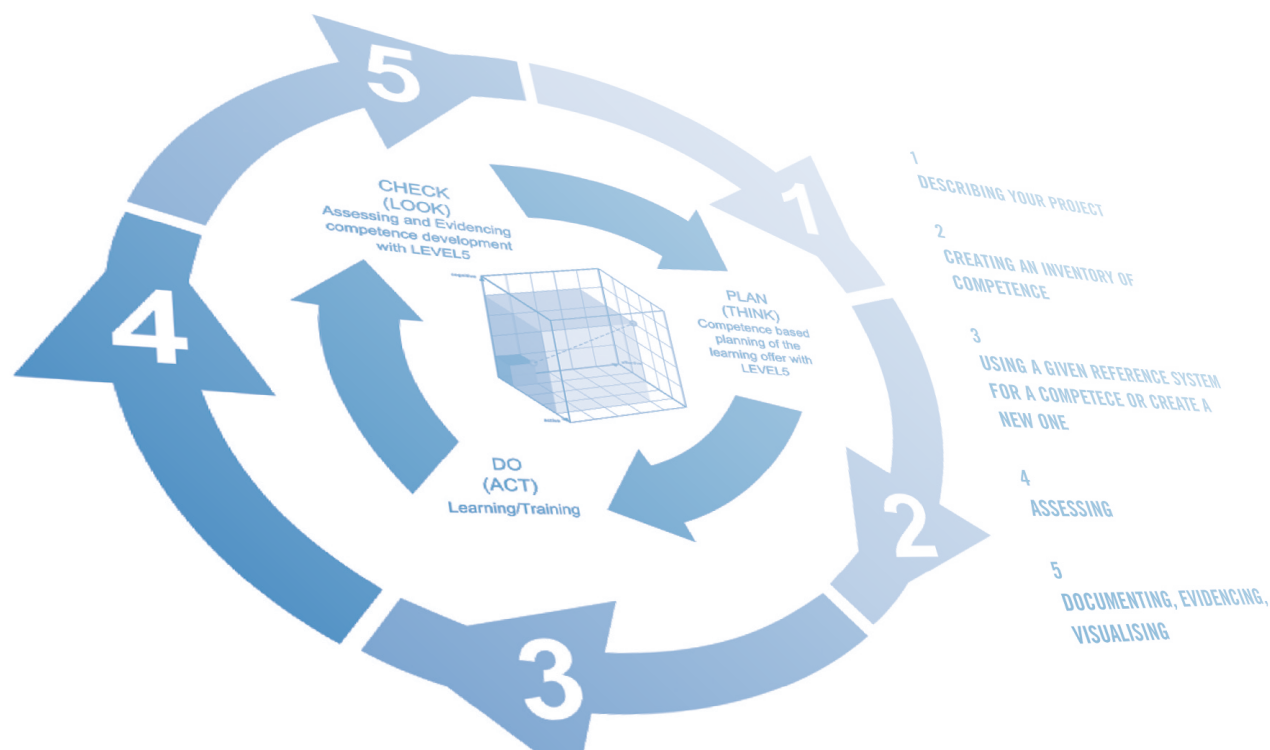 5
1
4
2
3
CHECK
(LOOK)
Assessing and Evidencing
competence development
with LEVEL5
PLAN
(THINK)
Competence based
planning of the
learning offer with
LEVEL5
DO
(ACT)
Learning/Training
1
DESCRIBING YOUR PROJECT
2
CREATING AN INVENTORY OF
COMPETENCE
3
USING A GIVEN REFERENCE SYSTEM
FOR A COMPETECE OR CREATE A
NEW ONE
4
ASSESSING
5
DOCUMENTING, EVIDENCING,
VISUALISING